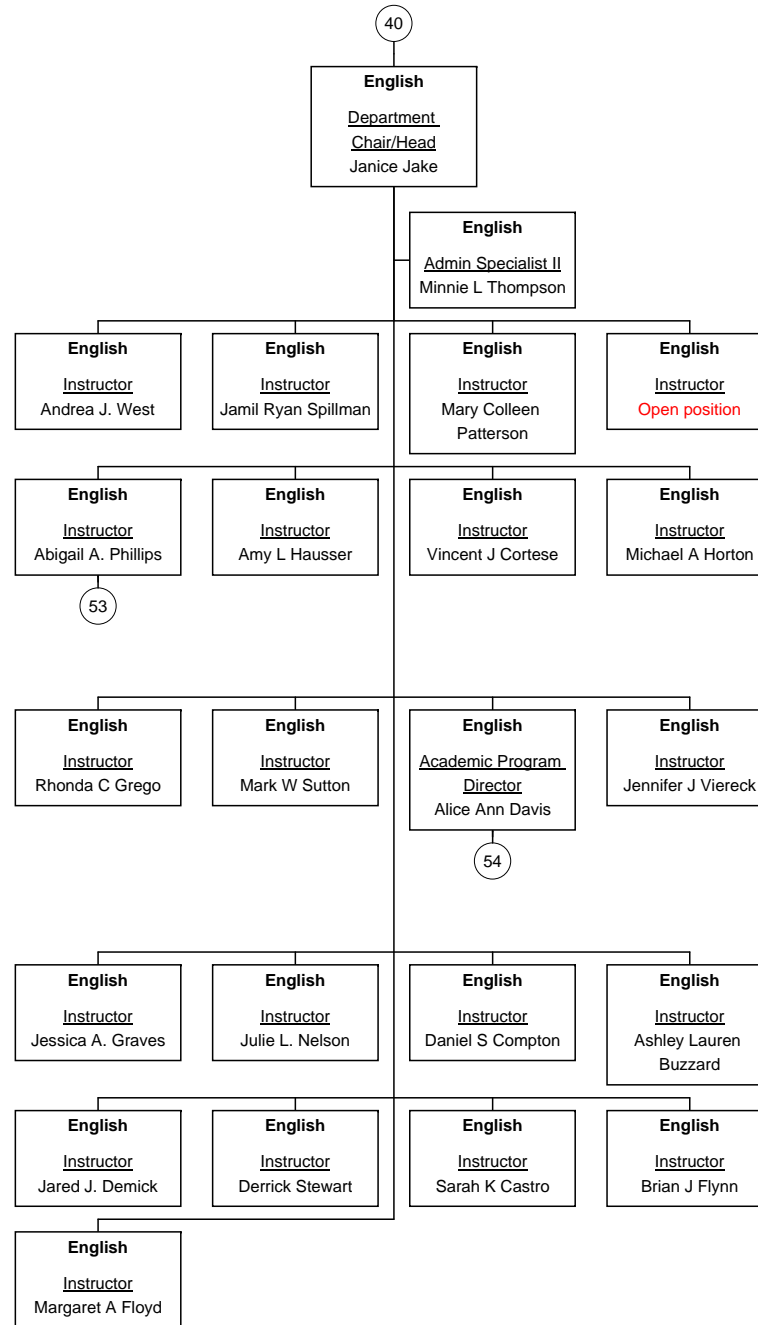 40
English
Department
Chair/Head
Janice Jake
English
Admin Specialist II
Minnie L Thompson
English
Instructor
Andrea J. West
English
Instructor
Jamil Ryan Spillman
English
Instructor
Mary Colleen
Patterson
English
Instructor
Open position
English
Instructor
Abigail A. Phillips
53
English
Instructor
Amy L Hausser
English
Instructor
Vincent J Cortese
English
Instructor
Michael A Horton
English
Instructor
Rhonda C Grego
English
Instructor
Mark W Sutton
English
Academic Program
Director
Alice Ann Davis
54
English
Instructor
Jennifer J Viereck
English
Instructor
Jessica A. Graves
English
Instructor
Julie L. Nelson
English
Instructor
Daniel S Compton
English
Instructor
Ashley Lauren
Buzzard
English
Instructor
Jared J. Demick
English
Instructor
Derrick Stewart
English
Instructor
Sarah K Castro
English
Instructor
Brian J Flynn
English
Instructor
Margaret A Floyd